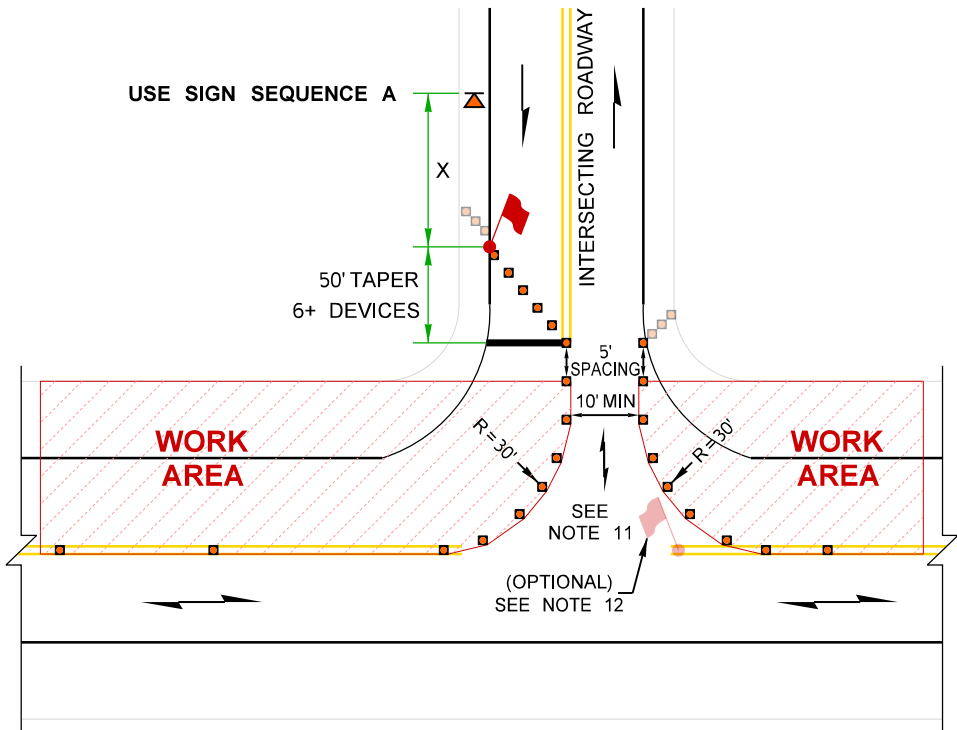 USE SIGN SEQUENCE A
X
INTERSECTING ROADWAY
50' TAPER
6+ DEVICES
5'
SPACING
10' MIN
WORK
AREA
R = 30'
R = 30'
WORK
AREA
SEE
NOTE 11
(OPTIONAL)
SEE NOTE 12